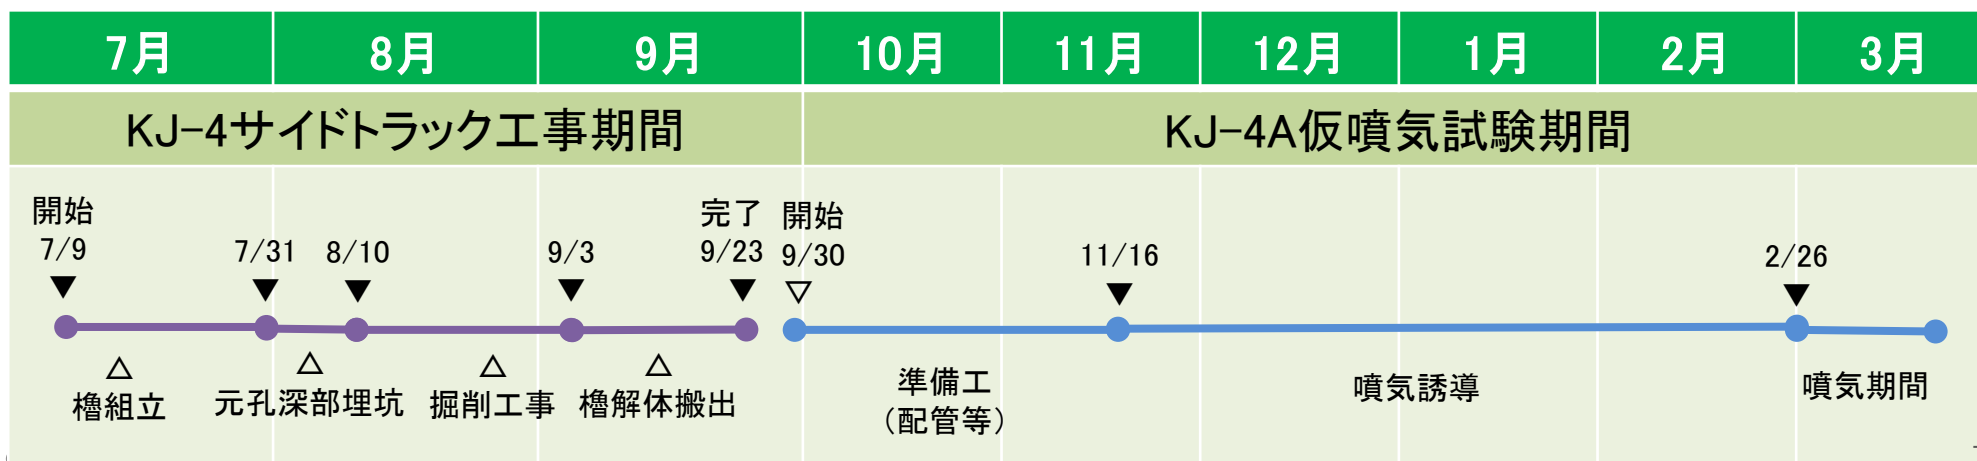 7月 8月 9月 10月 11月 12月 1月 2月 3月
KJ-4サイドトラック工事期間 KJ-4A仮噴気試験期間
開始 完了 開始
7/9 7/31 8/10 9/3 9/23 9/30 11/16 2/26
▼ ▼ ▼ ▼ ▼ ▽ ▼ ▼
△ △ △ △
櫓組立 元孔深部埋坑 掘削工事 櫓解体搬出 準備工 噴気誘導 噴気期間
(配管等)